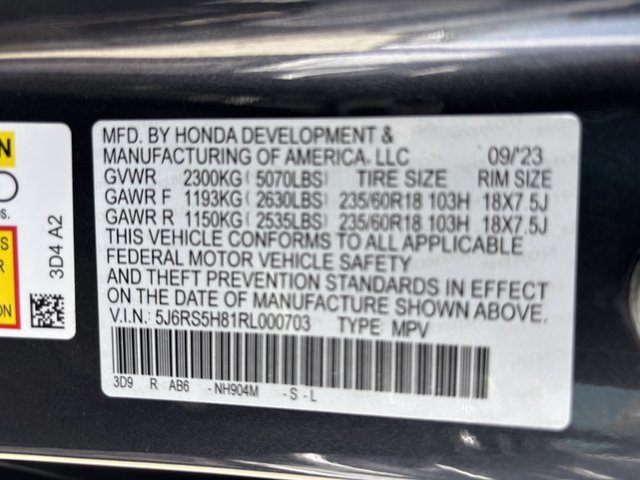 MFD. BY HONDA DEVELOPMENT &
MANUFACTURING OF AMERICA, LLC 09/'23
GVWR 2300KG ( 5070LBS) TIRE SIZE RIM SIZE
GAWR F 1193KG ( 2630LBS) 235/60R18 103H 18X7.5J
GAWR R 1150KG ( 2535LBS) 235/60R18 103H 18X7.5J
THIS VEHICLE CONFORMS TO ALL APPLICABLE
FEDERAL MOTOR VEHICLE SAFETY
AND THEFT PREVENTION STANDARDS IN EFFECT
ON THE DATE OF MANUFACTURE SHOWN ABOVE.
V.I.N.: 5J6RS5H81RL000703 TYPE MPV
3D9 R AB6 -NH904M -S-L
3D4 A2